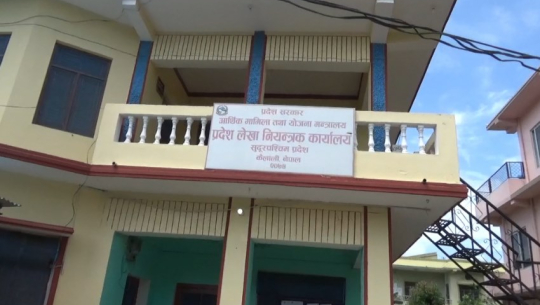 प्रदेश सरकार
आर्थिक मामिला तथा योजना मन्त्रालय
प्रदेश लेखा नियन्त्रक कार्यालय
सुदूरपश्चिम प्रदेश
कैलाली, नेपाल